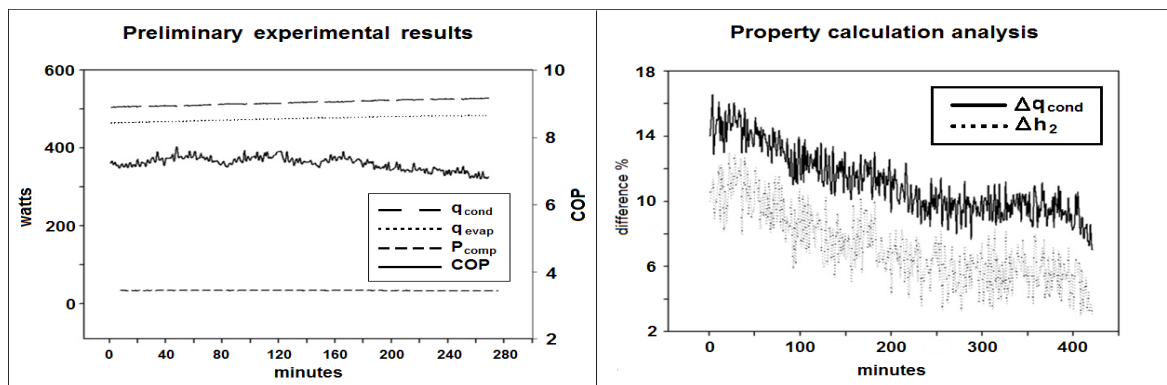 Preliminary experimental results
600
400
200
0
watts
10
8
6
4
2
COP
q cond
q evap
P comp
COP
0 40 80 120 160 200 240 280
minutes
Property calculation analysis
18
14
10
6
2
difference %
Δq cond
Δh 2
0 100 200 300 400
minutes